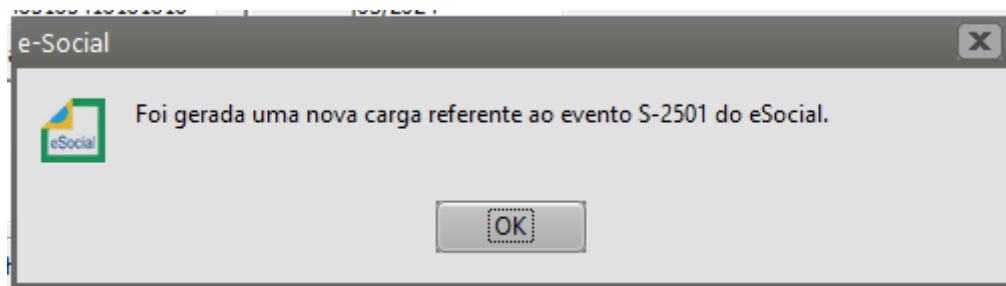 e-Social
Foi gerada uma nova carga referente ao evento S-2501 do eSocial.
eSocial
OK